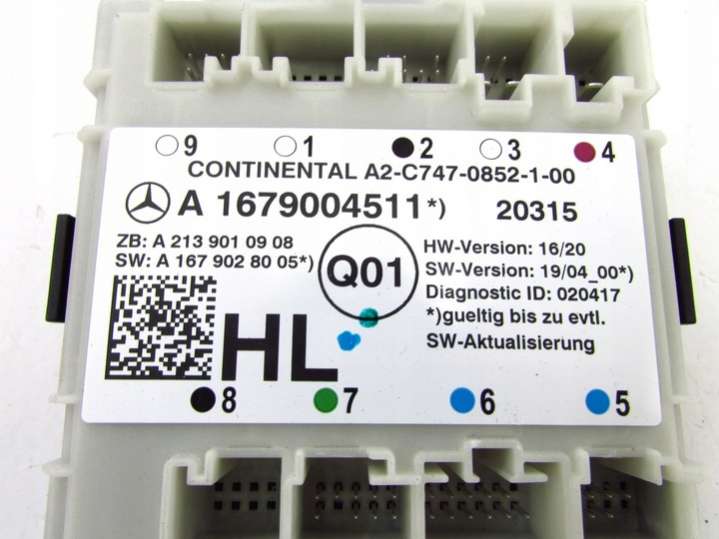 9 1 2 3 4
CONTINENTAL A2-C747-0852-1-00
A 1679004511*) 20315
ZB: A 213 901 09 08
SW: A 167 902 80 05*)
Q01
HW-Version: 16/20
SW-Version: 19/04_00*)
Diagnostic ID: 020417
*)gueltig bis zu evtl.
SW-Aktualisierung
HL
8 7 6 5